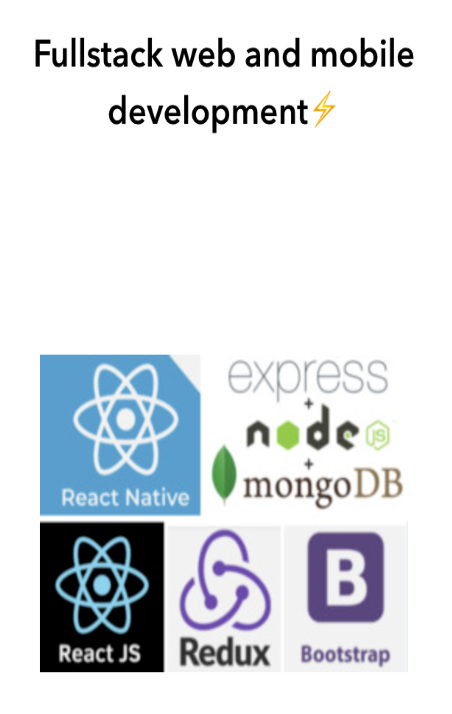 Fullstack web and mobile
development⚡
express
+
node JS
+
mongoDB
React Native
React JS
Redux
B
Bootstrap